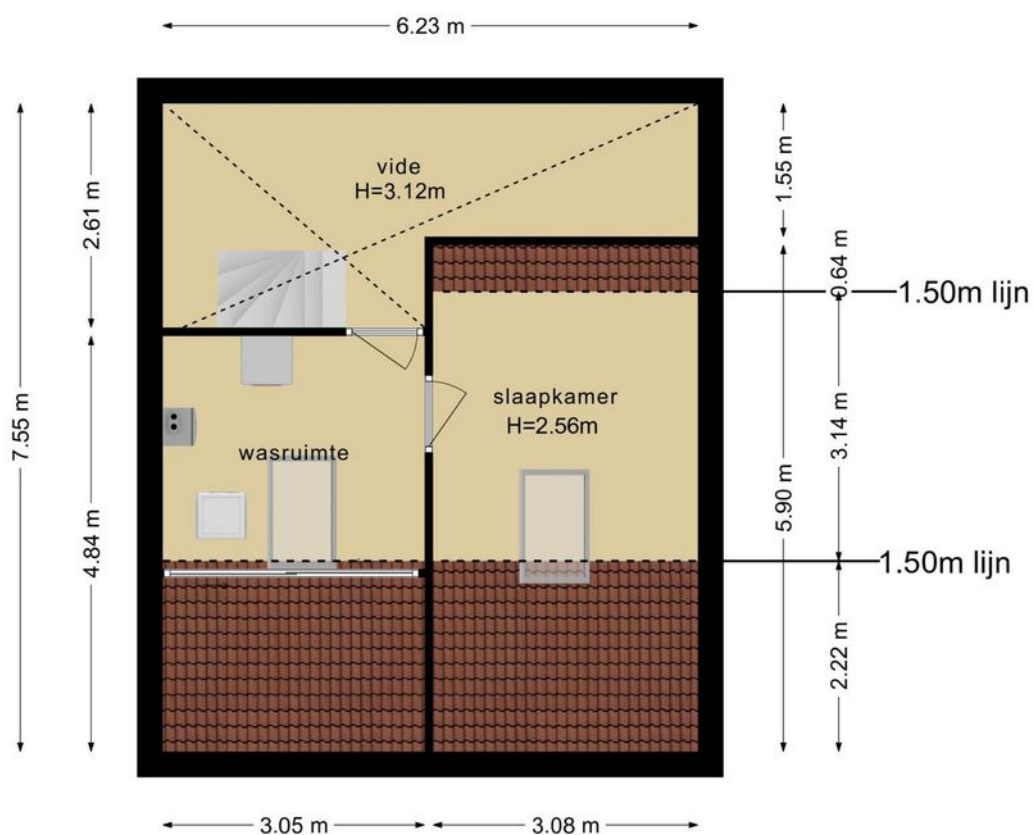 6.23 m
vide
H=3.12m
1.55 m
2.61 m
0.64 m
1.50m lijn
slaapkamer
H=2.56m
3.14 m
7.55 m
wasruimte
5.90 m
4.84 m
1.50m lijn
2.22 m
3.05 m
3.08 m